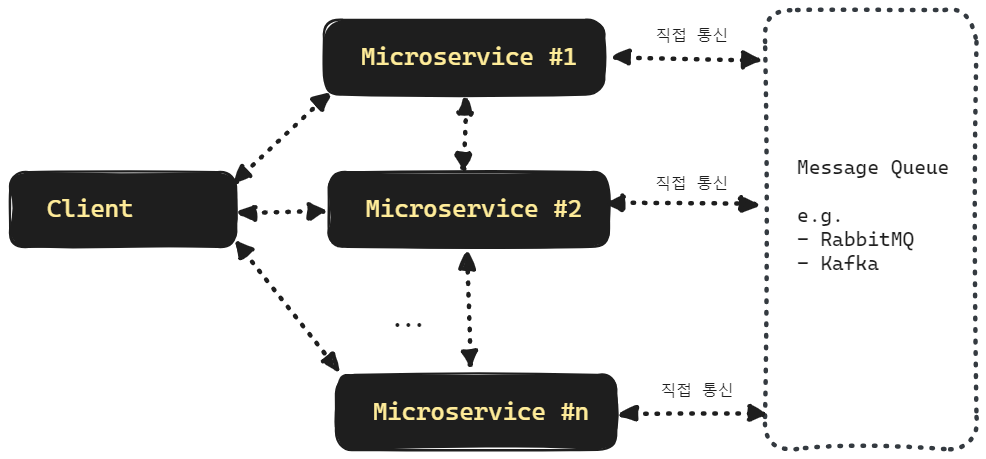 Microservice #1
직접 통신
Client
Microservice #2
직접 통신
Message Queue
e.g.
- RabbitMQ
- Kafka
...
Microservice #n
직접 통신